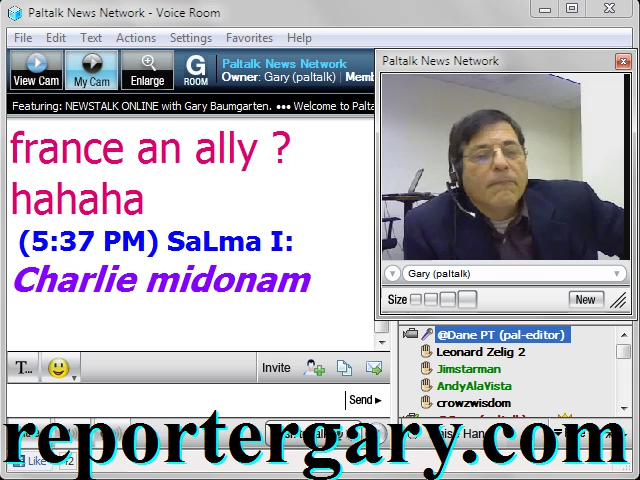 Paltalk News Network - Voice Room
File Edit Text Actions Settings Favorites Help
View Cam
My Cam
Enlarge
G
ROOM
Paltalk News Network
Owner: Gary (paltalk) | Memb
Featuring: NEWSTALK ONLINE with Gary Baumgarten. ●●● Welcome to Palta
france an ally ?
hahaha
(5:37 PM) SaLma I:
Charlie midonam
T...
Invite
Send
Paltalk News Network
Gary (paltalk)
Size
New
@Dane PT (pal-editor)
Leonard Zelig 2
Jimstarman
AndyAlaVista
crowzwisdom
reportergary.com
Like